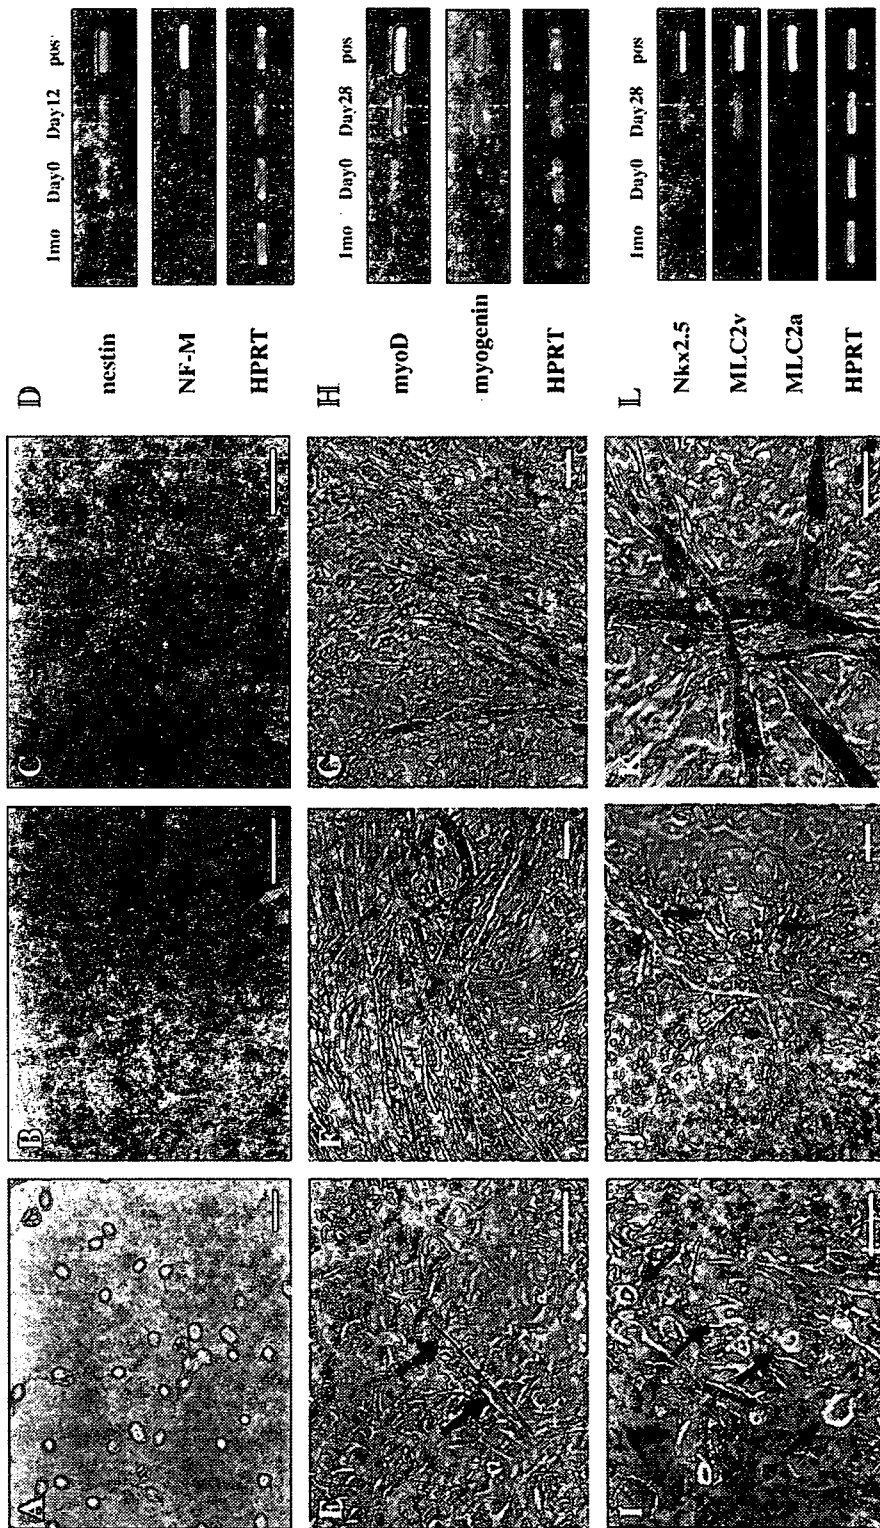 A
B
C
D
1mo Day0 Day12 pos
nestin
NF-M
HPRT
E
F
G
H
1mo Day0 Day28 pos
myoD
myogenin
HPRT
I
J
K
L
1mo Day0 Day28 pos
Nkx2.5
MLC2v
MLC2a
HPRT